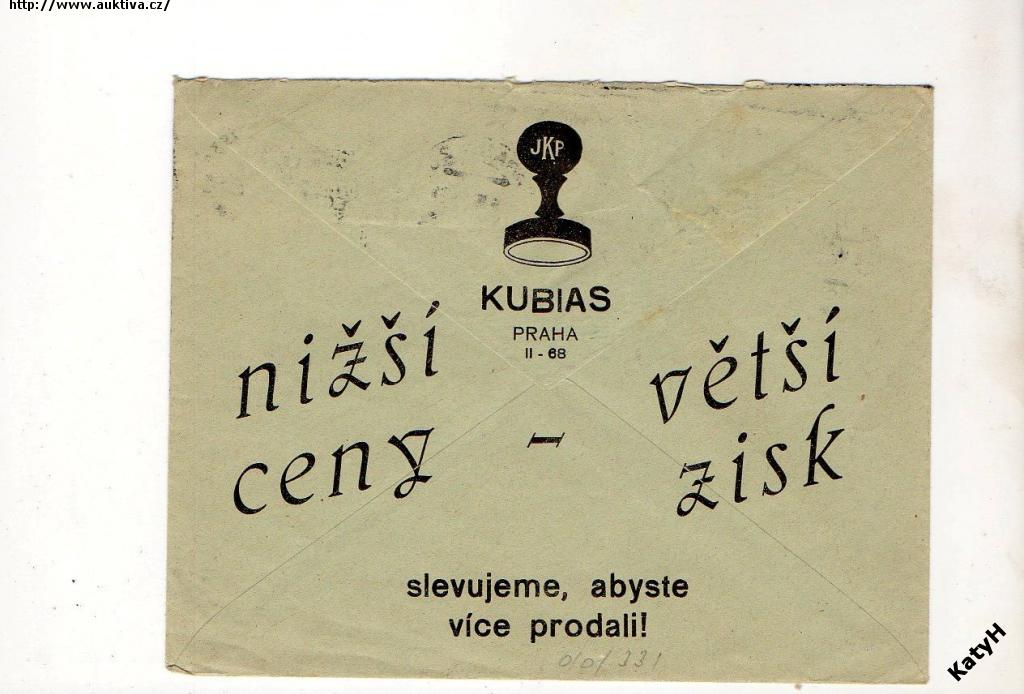 http://www.auktiva.cz/
JKP
KUBIAS
PRAHA
II - 68
nižší
ceny
–
větší
zisk
slevujeme, abyste
více prodali!
KatyH